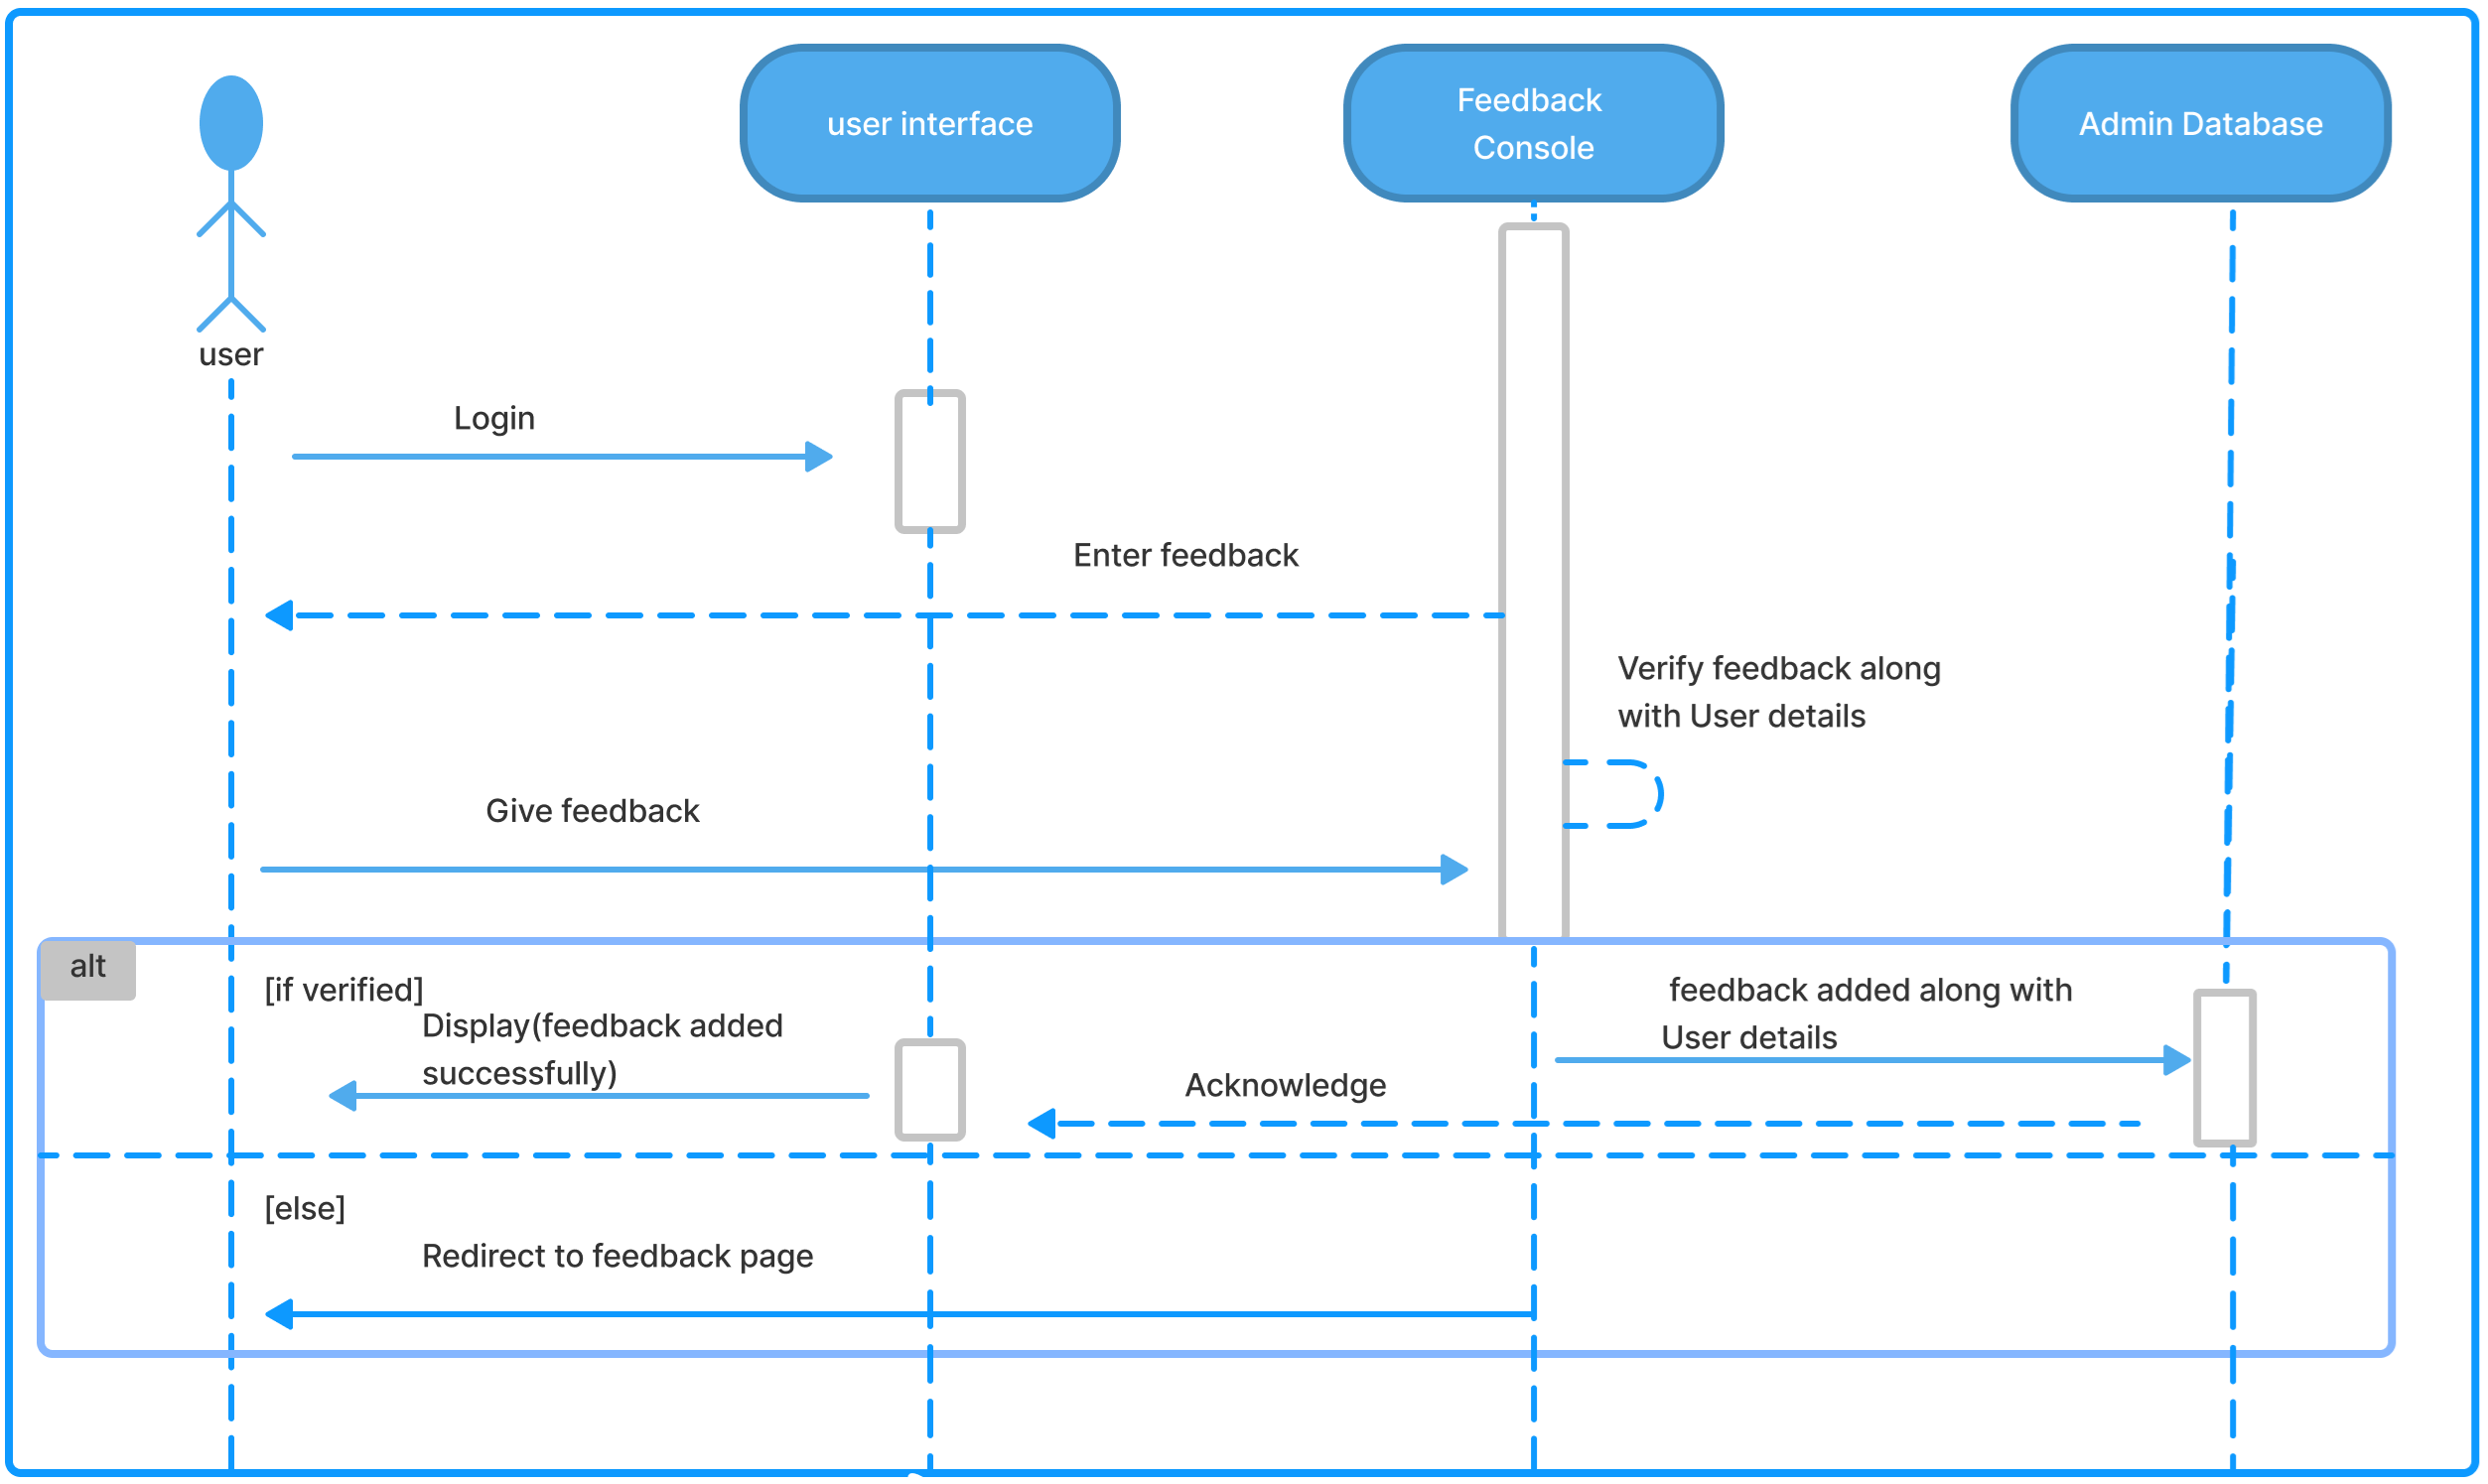 user interface
Feedback
Console
Admin Database
user
Login
Enter feedback
Verify feedback along
with User details
Give feedback
alt
[if verified]
Display(feedback added
successfully)
feedback added along with
User details
Acknowledge
[else]
Redirect to feedback page